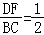 DF/BC = 1/2